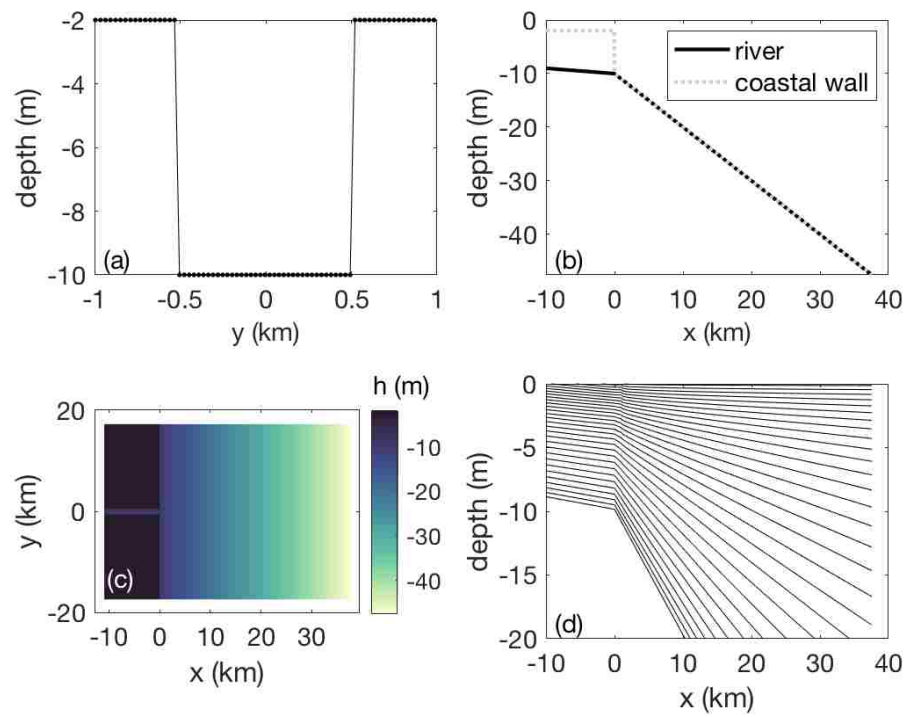 -2
-4
-6
-8
-10
depth (m)
(a)
-1 -0.5 0 0.5 1
y (km)
0
-10
-20
-30
-40
depth (m)
river
coastal wall
(b)
-10 0 10 20 30 40
x (km)
20
0
-20
y (km)
(c)
-10 0 10 20 30
x (km)
h (m)
-10
-20
-30
-40
0
-5
-10
-15
-20
depth (m)
(d)
-10 0 10 20 30 40
x (km)